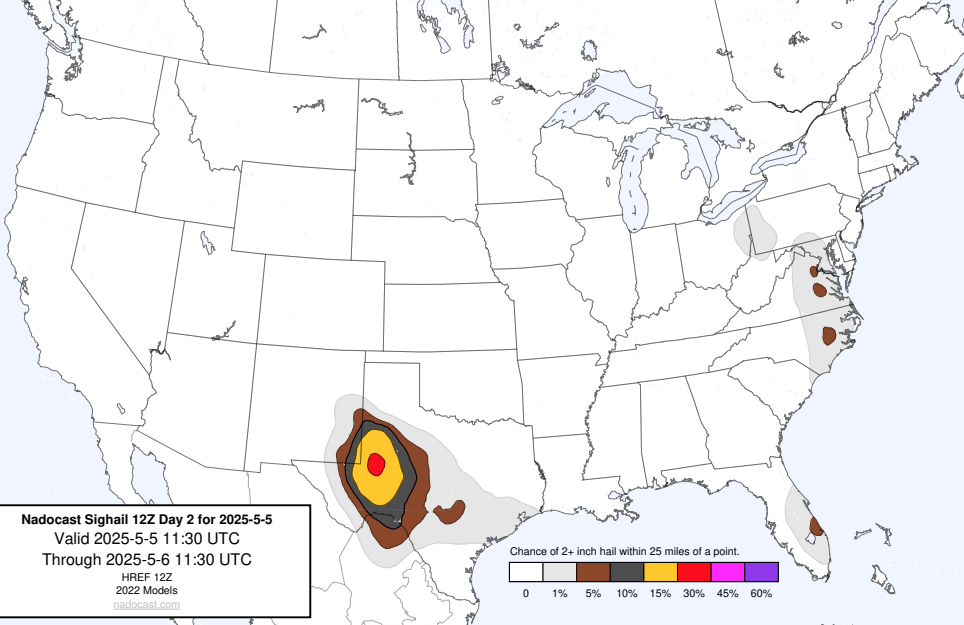 Nadocast Sighail 12Z Day 2 for 2025-5-5
Valid 2025-5-5 11:30 UTC
Through 2025-5-6 11:30 UTC
HREF 12Z
2022 Models
nadocast.com
Chance of 2+ inch hail within 25 miles of a point.
0 1% 5% 10% 15% 30% 45% 60%